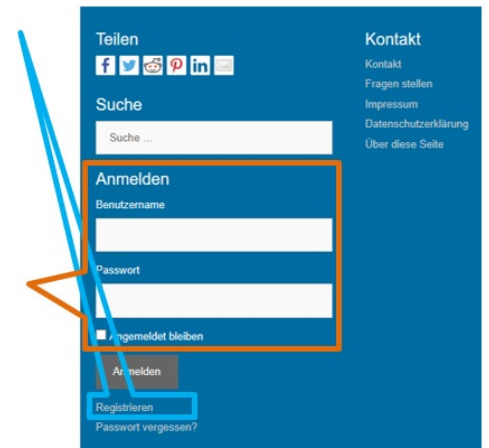 Teilen
Suche
Suche ...
Anmelden
Benutzername
Passwort
Angemeldet bleiben
Anmelden
Registrieren
Passwort vergessen?
Kontakt
Kontakt
Fragen stellen
Impressum
Datenschutzerklärung
Über diese Seite